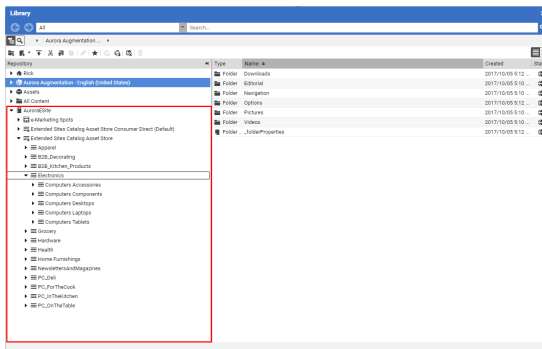 Library
All
Search...
Aurora Augmentation ...
Repository
Type Name Created Sta
Rick
Aurora Augmentation - English (United States)
Assets
All Content
AuroraESite
e-Marketing Spots
Extended Sites Catalog Asset Store Consumer Direct (Default)
Extended Sites Catalog Asset Store
Apparel
B2B_Decorating
B2B_Kitchen_Products
Electronics
Computers Accessories
Computers Components
Computers Desktops
Computers Laptops
Computers Tablets
Grocery
Hardware
Health
Home Furnishings
NewslettersAndMagazines
PC_Deli
PC_ForTheCook
PC_InTheKitchen
PC_OnTheTable
Folder Downloads 2017/10/05 5:12 ...
Folder Editorial 2017/10/05 5:10 ...
Folder Navigation 2017/10/05 5:10 ...
Folder Options 2017/10/05 5:12 ...
Folder Pictures 2017/10/05 5:10 ...
Folder Videos 2017/10/05 5:10 ...
Folder ... _folderProperties 2017/10/05 5:12 ...